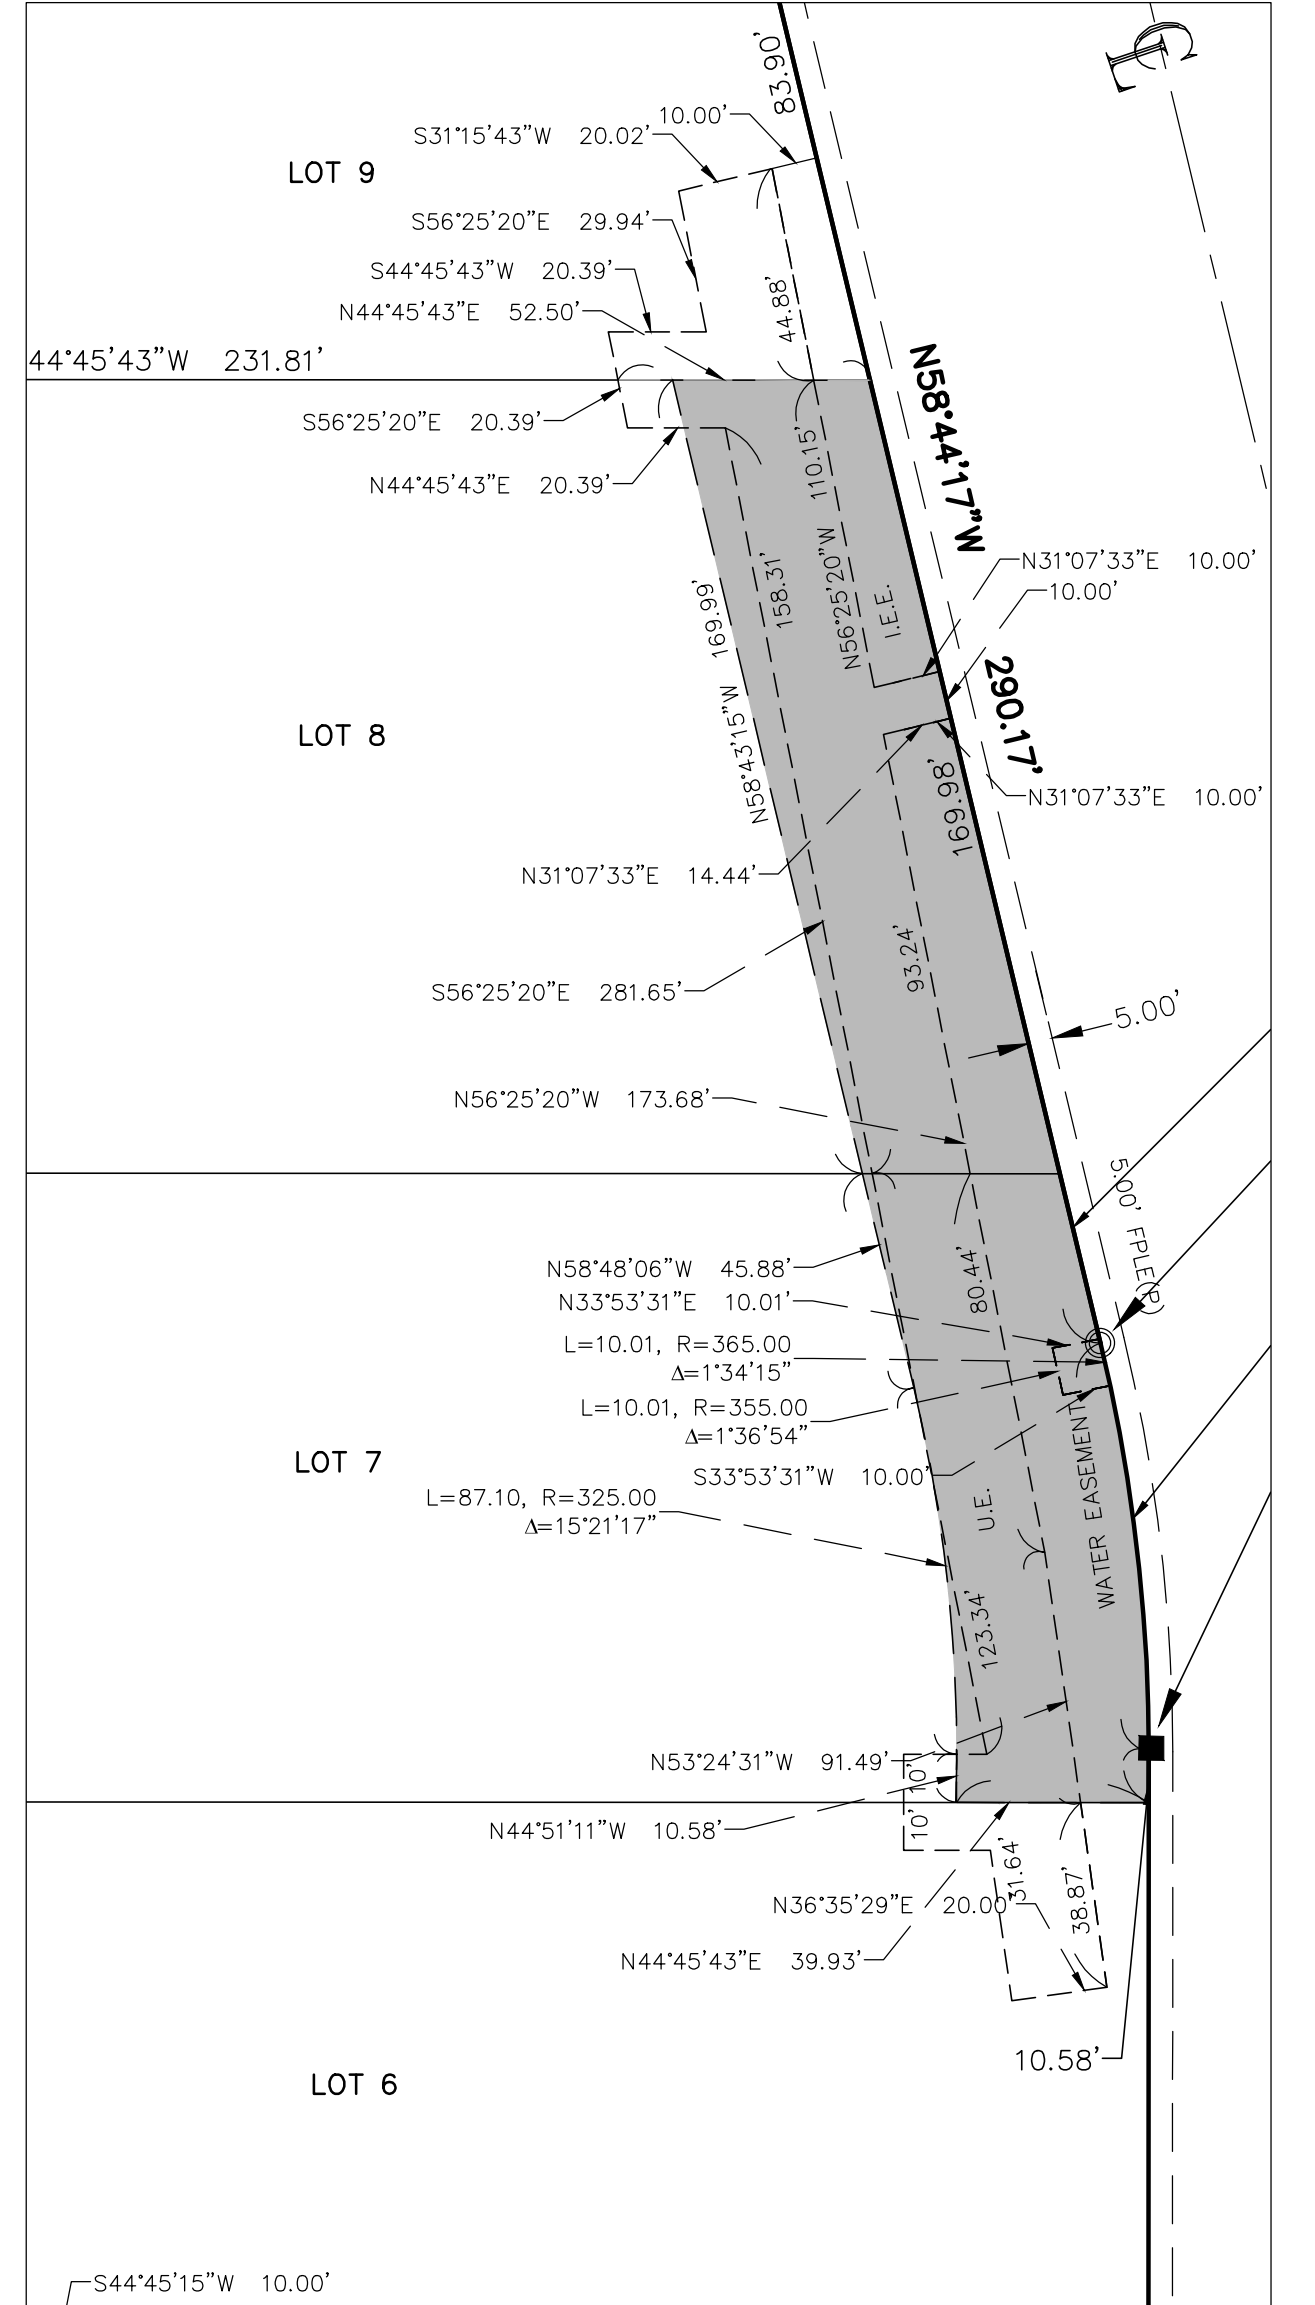 83.90'
CL
10.00'
S31°15'43"W 20.02'
LOT 9
S56°25'20"E 29.94'
S44°45'43"W 20.39'
N44°45'43"E 52.50'
44.88'
44°45'43"W 231.81'
N58°44'17"W
S56°25'20"E 20.39'
110.15'
N44°45'43"E 20.39'
N56°25'20"W
158.31'
N31°07'33"E 10.00'
10.00'
169.99'
I.E.E.
LOT 8
290.17'
N58°43'15"W
169.98'
N31°07'33"E 10.00'
N31°07'33"E 14.44'
93.24'
S56°25'20"E 281.65'
5.00'
N56°25'20"W 173.68'
5.00' FPLE(P)
N58°48'06"W 45.88'
80.44'
N33°53'31"E 10.01'
L=10.01, R=365.00
Δ=1°34'15"
L=10.01, R=355.00
Δ=1°36'54"
LOT 7
S33°53'31"W 10.00'
WATER EASEMENT
L=87.10, R=325.00
Δ=15°21'17"
U.E.
123.34'
N53°24'31"W 91.49'
10'
10'
N44°51'11"W 10.58'
31.64'
38.87'
N36°35'29"E 20.00'
N44°45'43"E 39.93'
10.58'
LOT 6
S44°45'15"W 10.00'